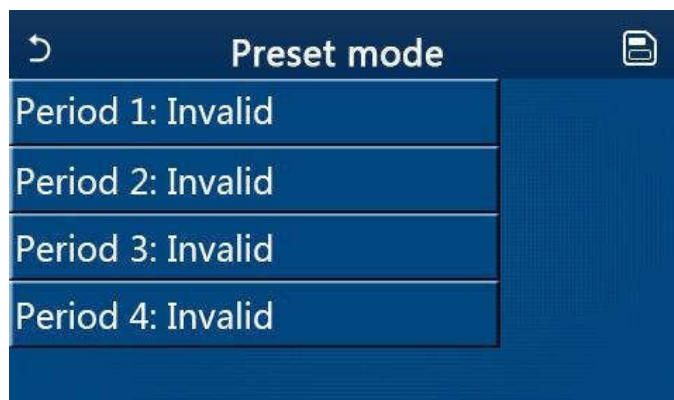 Preset mode
Period 1: Invalid
Period 2: Invalid
Period 3: Invalid
Period 4: Invalid